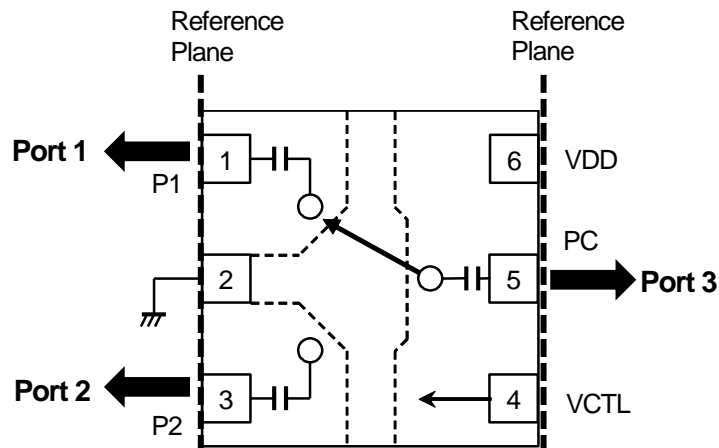 Reference
Plane
Reference
Plane
Port 1
P1
1
6
VDD
2
PC
5
Port 3
Port 2
P2
3
4
VCTL